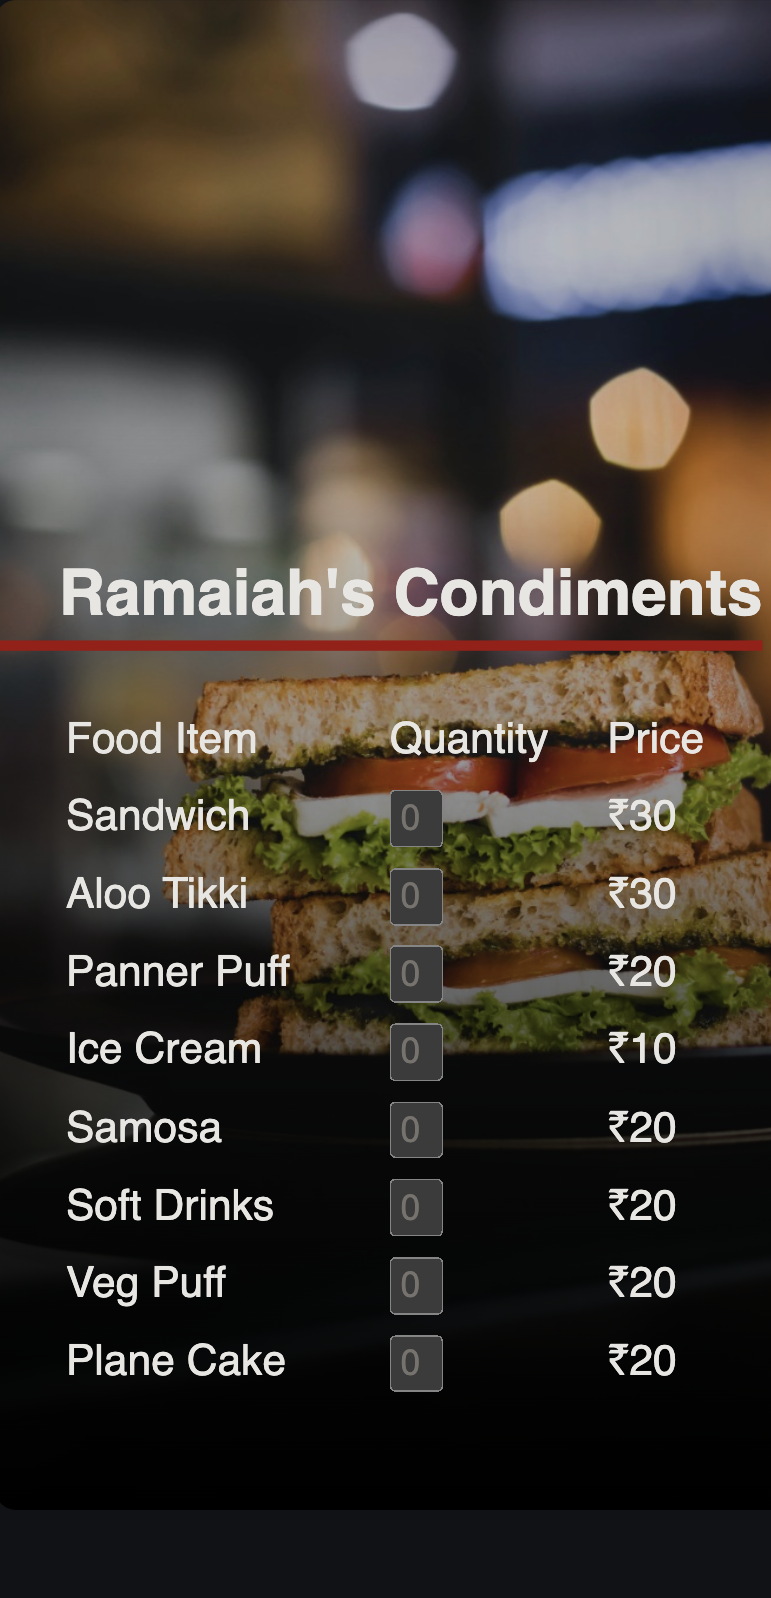 Ramaiah's Condiments
Food Item Quantity Price
Sandwich 0 ₹30
Aloo Tikki 0 ₹30
Panner Puff 0 ₹20
Ice Cream 0 ₹10
Samosa 0 ₹20
Soft Drinks 0 ₹20
Veg Puff 0 ₹20
Plane Cake 0 ₹20